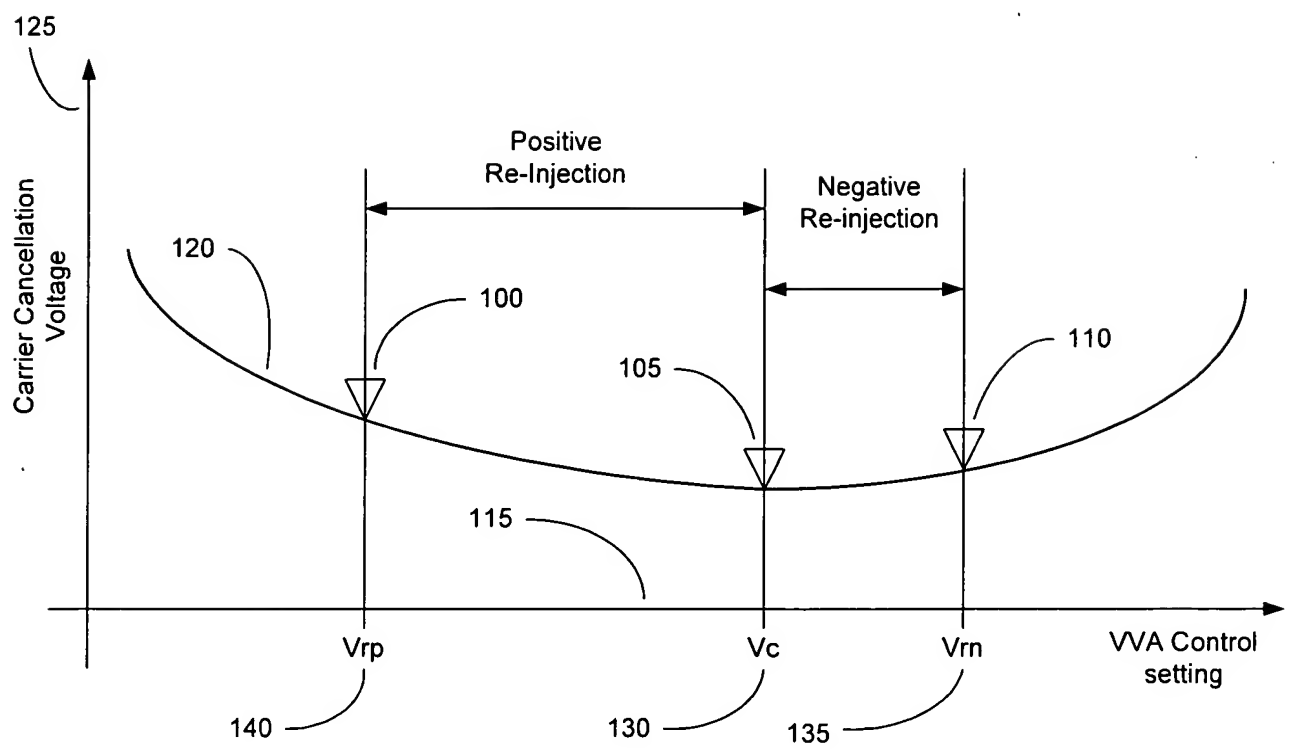 125
Positive
Re-Injection
Negative
Re-injection
Carrier Cancellation
Voltage
120
100
110
105
115
Vrp
Vc
Vrn
VVA Control
setting
140
130
135